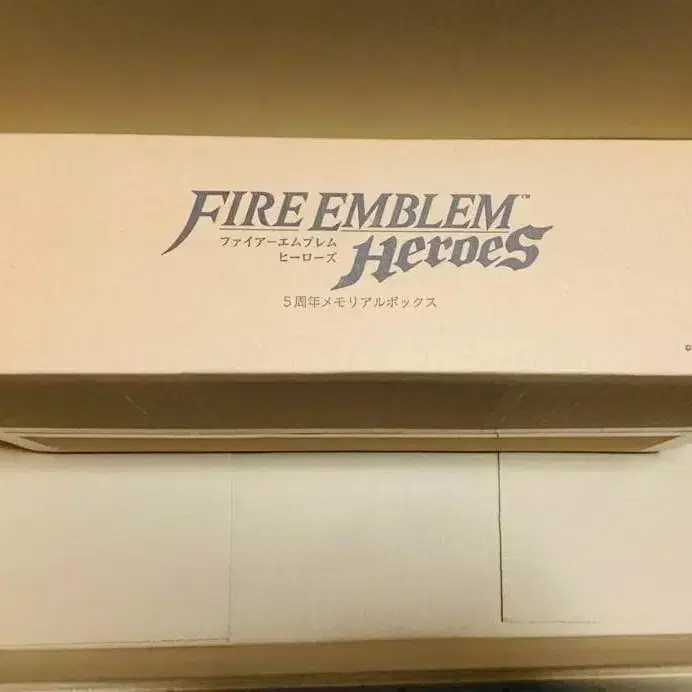 FIRE EMBLEM™
ファイアーエムブレム
ヒーローズ
Heroes
5周年メモリアルボックス